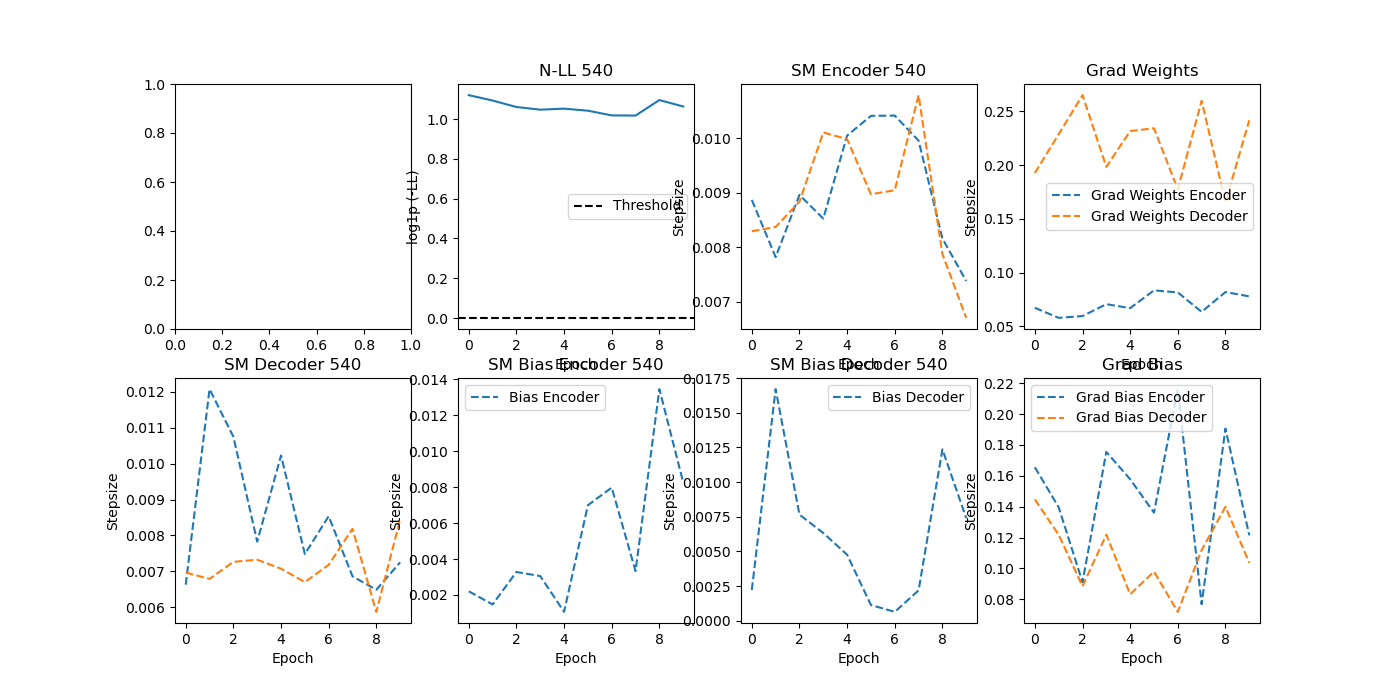 1.0
0.8
0.6
0.4
0.2
0.0
0.0 0.2 0.4 0.6 0.8 1.0
N-LL 540
log1p (-LL)
1.0
1.0
0.8
0.6
0.4
0.2
0.0
Threshold
0 2 4 6 8
Epoch
SM Encoder 540
Stepsize
0.010
0.009
0.008
0.007
0 2 4 6 8
Epoch
Grad Weights
Stepsize
0.25
0.20
0.15
0.10
0.05
Grad Weights Encoder
Grad Weights Decoder
0 2 4 6 8
Epoch
SM Decoder 540
Stepsize
0.012
0.011
0.010
0.009
0.008
0.007
0.006
0 2 4 6 8
Epoch
SM Bias Encoder 540
Stepsize
0.014
0.012
0.010
0.008
0.006
0.004
0.002
Bias Encoder
0 2 4 6 8
Epoch
SM Bias Decoder 540
Stepsize
0.0175
0.0150
0.0125
0.0100
0.0075
0.0050
0.0025
0.0000
Bias Decoder
0 2 4 6 8
Epoch
Grad Bias
Stepsize
0.22
0.20
0.18
0.16
0.14
0.12
0.10
0.08
Grad Bias Encoder
Grad Bias Decoder
0 2 4 6 8
Epoch